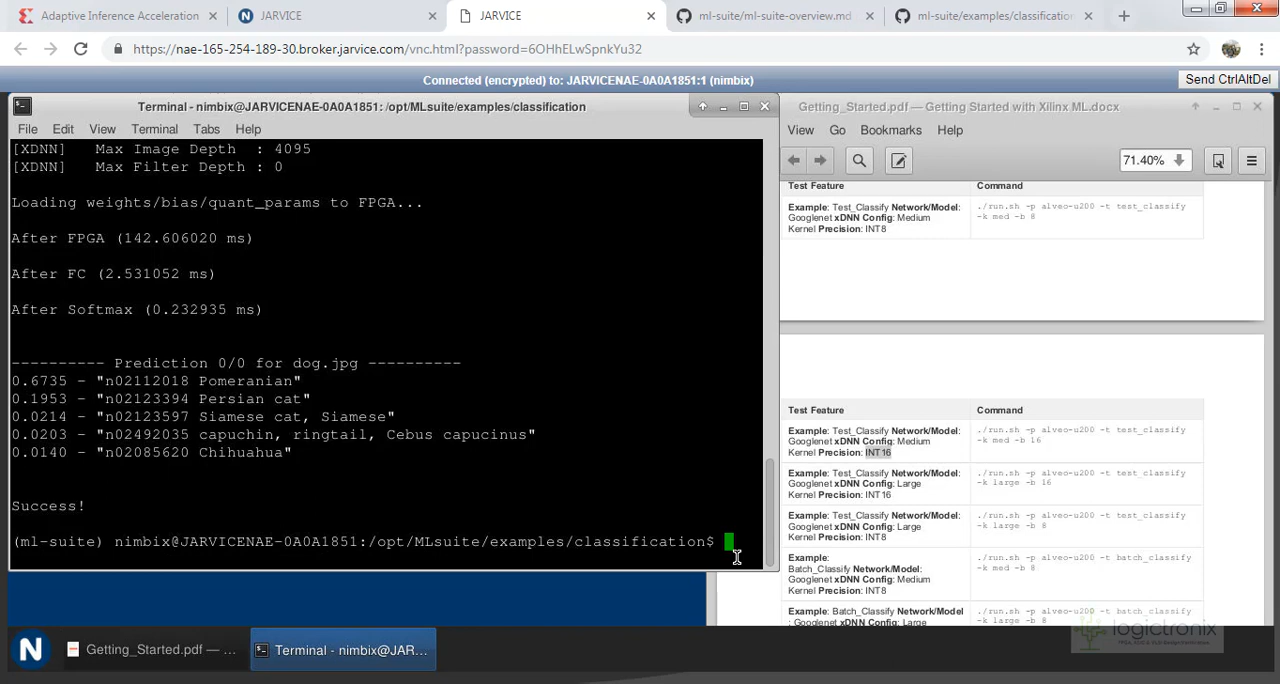 Adaptive Inference Acceleration
JARVICE
JARVICE
ml-suite/ml-suite-overview.md
ml-suite/examples/classification
https://nae-165-254-189-30.broker.jarvice.com/vnc.html?password=6OHhELwSpnkYu32
Connected (encrypted) to: JARVICENAE-0A0A1851:1 (nimbix)
Send CtrlAltDel
Terminal - nimbix@JARVICENAE-0A0A1851: /opt/MLsuite/examples/classification
File Edit View Terminal Tabs Help
[XDNN] Max Image Depth : 4095
[XDNN] Max Filter Depth : 0
Loading weights/bias/quant_params to FPGA...
After FPGA (142.606020 ms)
After FC (2.531052 ms)
After Softmax (0.232935 ms)
---------- Prediction 0/0 for dog.jpg ----------
0.6735 - "n02112018 Pomeranian"
0.1953 - "n02123394 Persian cat"
0.0214 - "n02123597 Siamese cat, Siamese"
0.0203 - "n02492035 capuchin, ringtail, Cebus capucinus"
0.0140 - "n02085620 Chihuahua"
Success!
(ml-suite) nimbix@JARVICENAE-0A0A1851:/opt/MLsuite/examples/classification$
Getting_Started.pdf — Getting Started with Xilinx ML.docx
View Go Bookmarks Help
71.40%
Test Feature Command
Example: Test_Classify Network/Model:
Googlenet xDNN Config: Medium
Kernel Precision: INT8
./run.sh -p alveo-u200 -t test_classify
-k med -b 8
Test Feature Command
Example: Test_Classify Network/Model:
Googlenet xDNN Config: Medium
Kernel Precision: INT16
./run.sh -p alveo-u200 -t test_classify
-k med -b 16
Example: Test_Classify Network/Model:
Googlenet xDNN Config: Large
Kernel Precision: INT16
./run.sh -p alveo-u200 -t test_classify
-k large -b 16
Example: Test_Classify Network/Model:
Googlenet xDNN Config: Large
Kernel Precision: INT8
./run.sh -p alveo-u200 -t test_classify
-k large -b 8
Example:
Batch_Classify Network/Model:
Googlenet xDNN Config: Medium
Kernel Precision: INT8
./run.sh -p alveo-u200 -t batch_classify
-k med -b 8
Example: Batch_Classify Network/Model
: Googlenet xDNN Config: Large
./run.sh -p alveo-u200 -t batch_classify
-k large -b 8
logictronix
N
Getting_Started.pdf — ...
Terminal - nimbix@JAR...